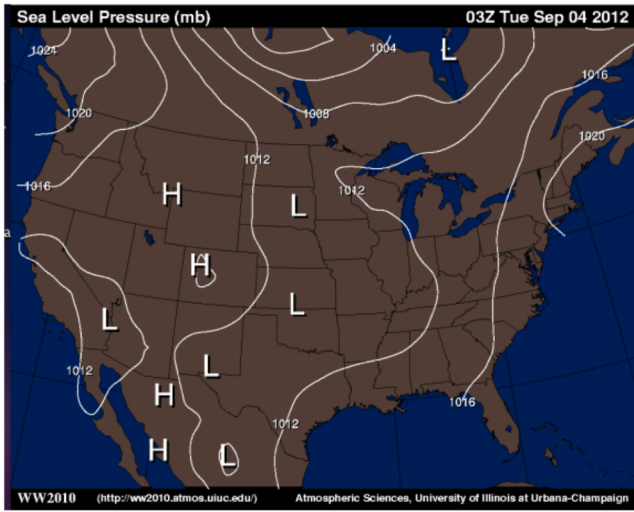 Sea Level Pressure (mb) 03Z Tue Sep 04 2012
L
1004
1024
1016
1008
1020
1020
1012
1012
1016
H
L
H
L
L
L
1012
H
1016
1012
H
L
a
WW2010 (http://ww2010.atmos.uiuc.edu/) Atmospheric Sciences, University of Illinois at Urbana-Champaign